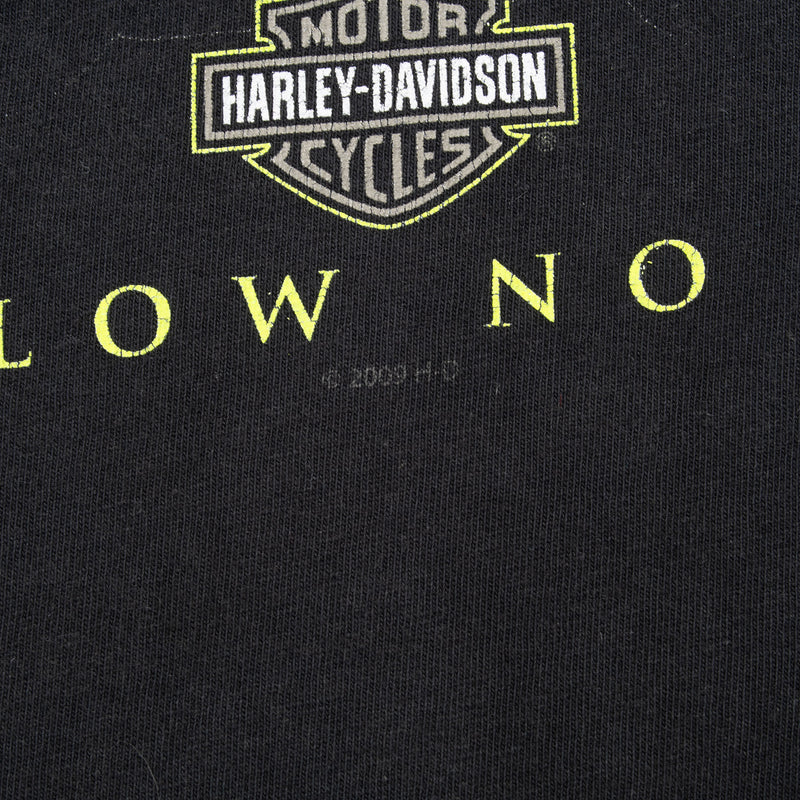 MOTOR
HARLEY-DAVIDSON
CYCLES
®
LOW NO
© 2009 H-D